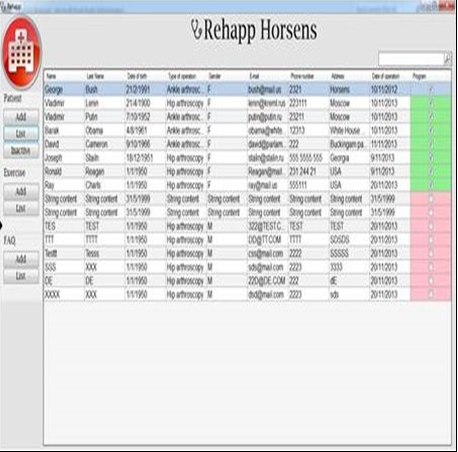 Rehapp
Rehapp Horsens
Name Last Name Date of birth Type of operation Gender E-mail Phone number Address Date of operation Program
George Bush 21/2/1991 Ankle arthrosc... F bush@mail.us 2321 Horsens 10/11/2012
Vladimir Lenin 21/4/1900 Hip arthroscopy F lenin@kreml.rus 223111 Moscow 10/11/2013
Patient
Vladimir Putin 7/10/1952 Hip arthroscopy F putin@putin.ru 23211 Moscow 10/11/2013
Add
Barak Obama 4/8/1961 Ankle arthrosc... F obama@white... 12313 White House ... 10/11/2013
List
David Cameron 9/10/1966 Ankle arthrosc... F david@parlam... 222 Buckingam pa... 11/11/2013
Inactive
Joseph Stalin 18/12/1951 Hip arthroscopy F stalin@stalin.ru 555 555 555 Georgia 9/11/2013
Ronald Reagan 1/1/1950 Hip arthroscopy F Reagan@mail... 231 244 21 USA 9/11/2013
Exercise
Ray Charls 1/1/1950 Hip arthroscopy F ray@mail.us 555111 USA 20/11/2013
Add
String content String content 31/5/1999 String content String content String content String content String content 31/5/1999
List
String content String content 31/5/1999 String content String content String content String content String content 31/5/1999
TES TEST 1/1/1950 Hip arthroscopy M 322@TEST.C... TEST TEST 20/11/2013
FAQ
TTT TTTT 1/1/1950 Hip arthroscopy M DD@TT.COM TTTT SDSDS 20/11/2013
Add
Testtt Tesss 1/1/1950 Hip arthroscopy M css@mail.com 2222 SSSSS 20/11/2013
List
SSS XXX 1/1/1950 Hip arthroscopy M sds@mail.com 2223 3333 20/11/2013
DE DE 1/1/1950 Hip arthroscopy M 22D@DE.COM 222 dE 20/11/2013
XXXX XXX 1/1/1950 Hip arthroscopy M dsd@mail.com 2223 sds 20/11/2013